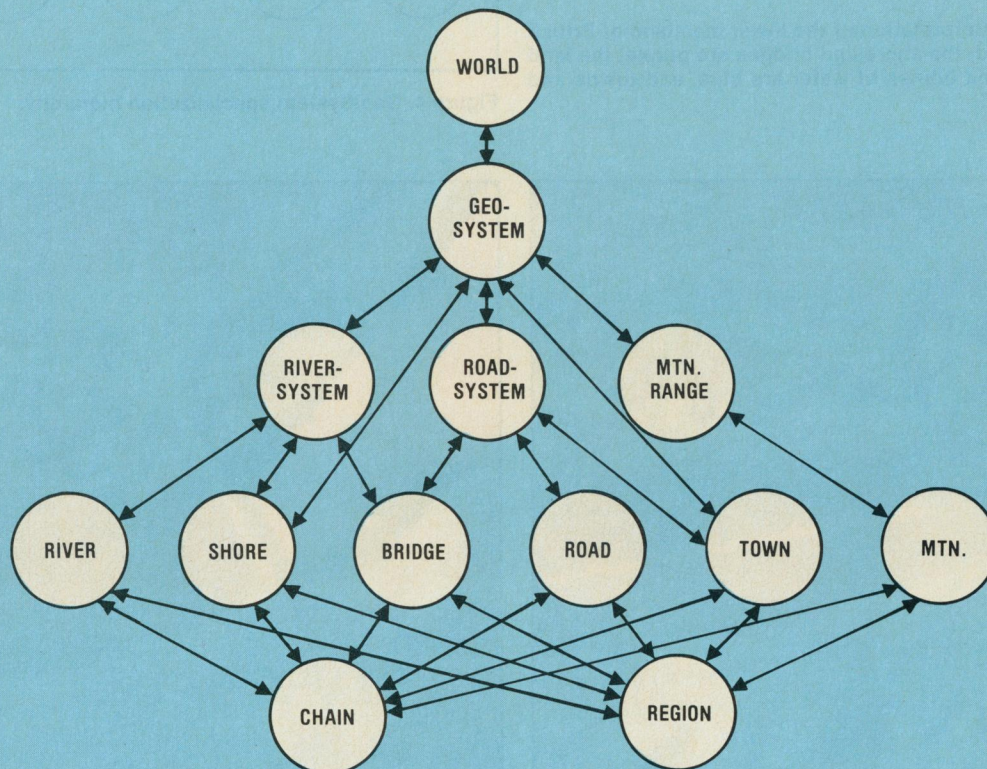 WORLD
GEO-
SYSTEM
RIVER-
SYSTEM
ROAD-
SYSTEM
MTN.
RANGE
RIVER
SHORE
BRIDGE
ROAD
TOWN
MTN.
CHAIN
REGION